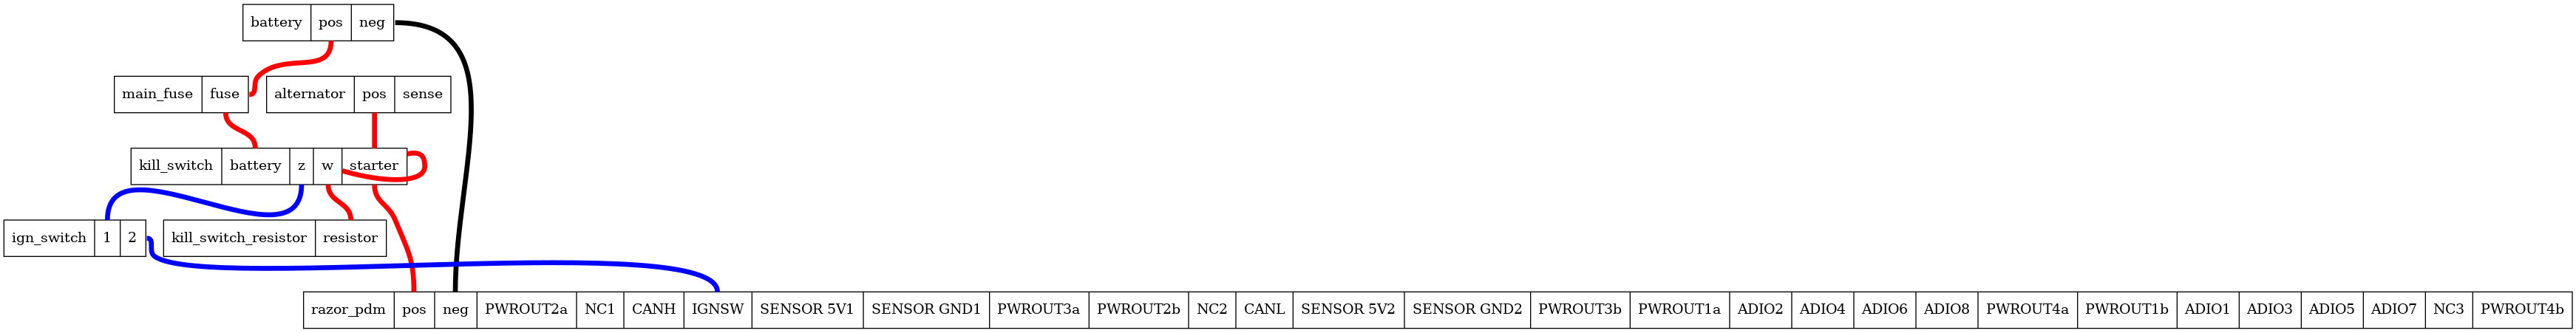 battery pos neg
main_fuse fuse alternator pos sense
kill_switch battery z w starter
ign_switch 1 2 kill_switch_resistor resistor
razor_pdm pos neg PWROUT2a NC1 CANH IGNSW SENSOR 5V1 SENSOR GND1 PWROUT3a PWROUT2b NC2 CANL SENSOR 5V2 SENSOR GND2 PWROUT3b PWROUT1a ADIO2 ADIO4 ADIO6 ADIO8 PWROUT4a PWROUT1b ADIO1 ADIO3 ADIO5 ADIO7 NC3 PWROUT4b